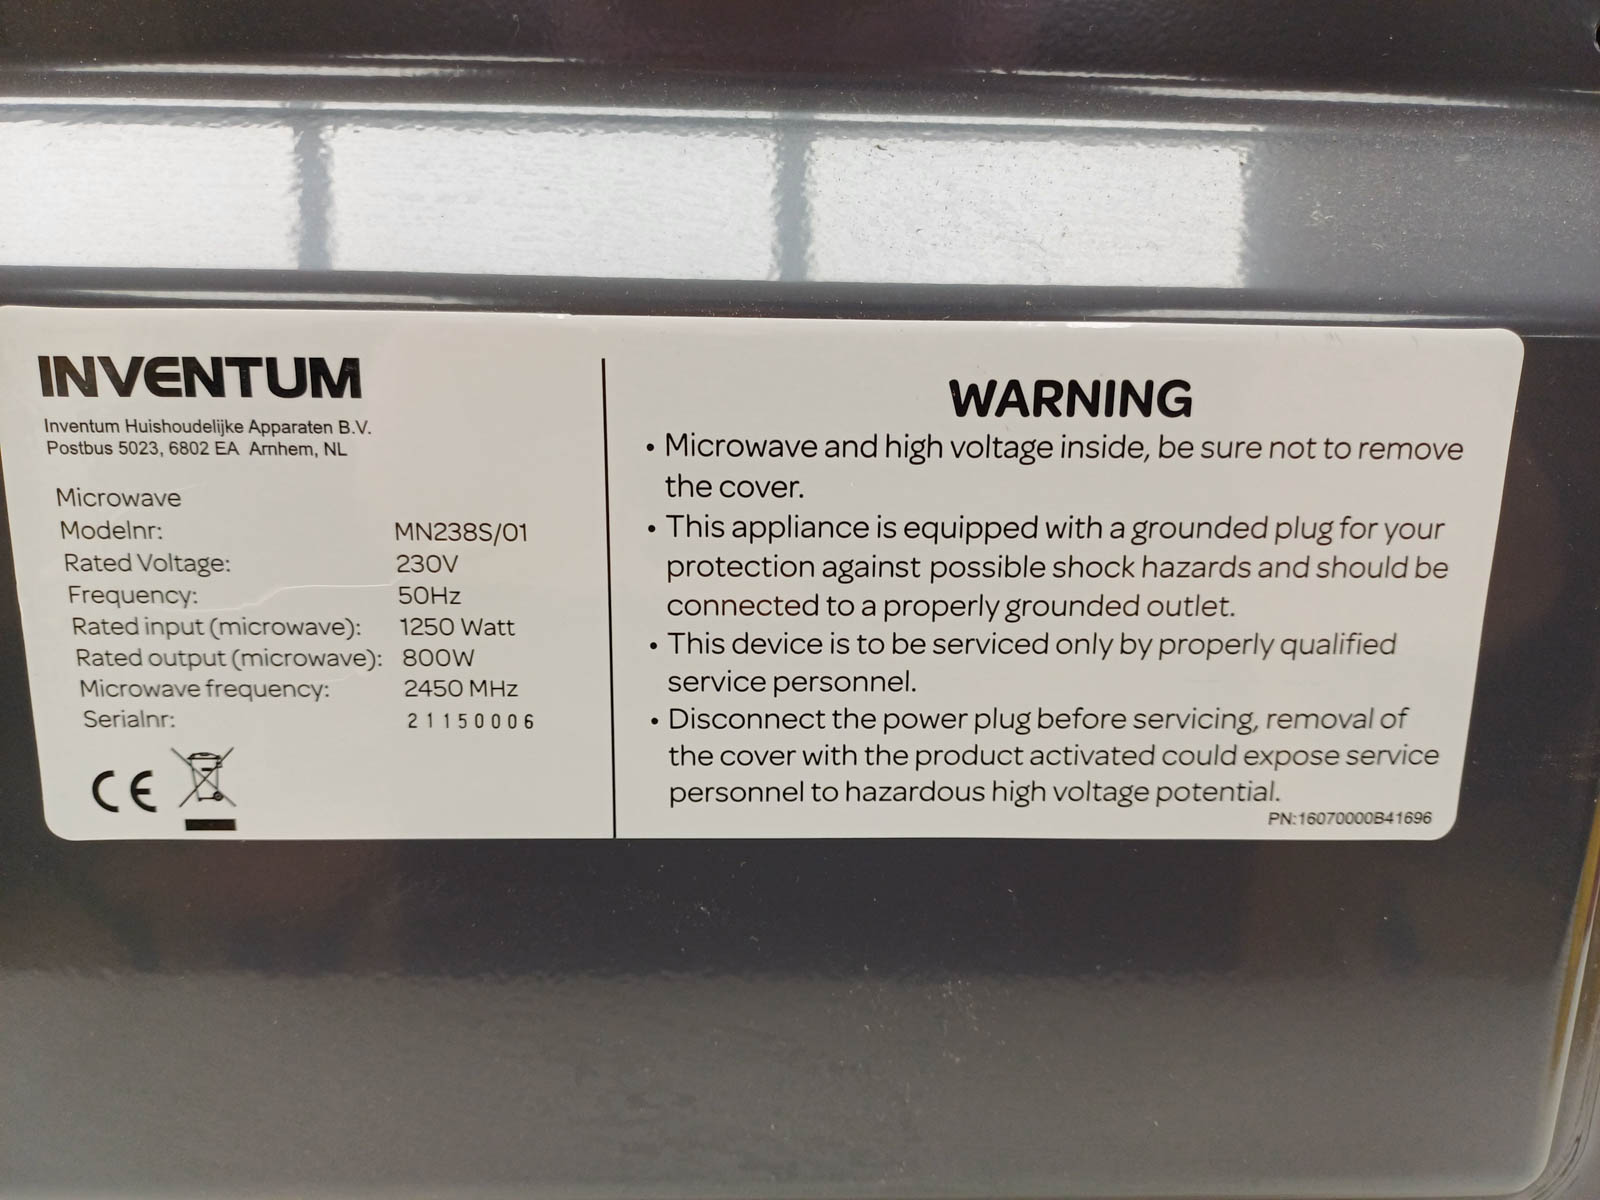 INVENTUM
Inventum Huishoudelijke Apparaten B.V.
Postbus 5023, 6802 EA Arnhem, NL
Microwave
Modelnr: MN238S/01
Rated Voltage: 230V
Frequency: 50Hz
Rated input (microwave): 1250 Watt
Rated output (microwave): 800W
Microwave frequency: 2450 MHz
Serialnr: 21150006
CE
WARNING
• Microwave and high voltage inside, be sure not to remove
the cover.
• This appliance is equipped with a grounded plug for your
protection against possible shock hazards and should be
connected to a properly grounded outlet.
• This device is to be serviced only by properly qualified
service personnel.
• Disconnect the power plug before servicing, removal of
the cover with the product activated could expose service
personnel to hazardous high voltage potential.
PN:16070000B41696